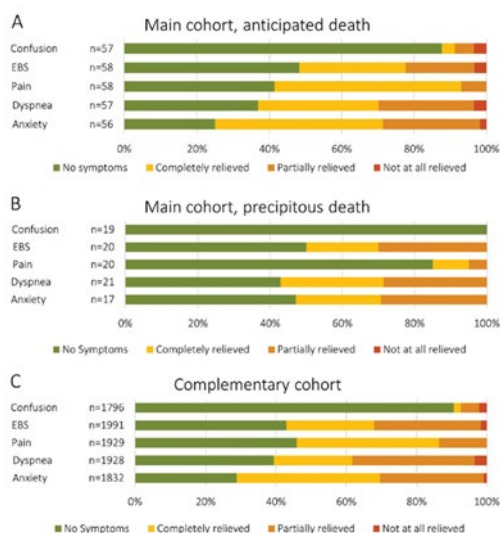 A
Main cohort, anticipated death
Confusion n=57
EBS n=58
Pain n=58
Dyspnea n=57
Anxiety n=56
0% 20% 40% 60% 80% 100%
No symptoms Completely relieved Partially relieved Not at all relieved
B
Main cohort, precipitous death
Confusion n=19
EBS n=20
Pain n=20
Dyspnea n=21
Anxiety n=17
0% 20% 40% 60% 80% 100%
No Symptoms Completely relieved Partially relieved Not at all relieved
C
Complementary cohort
Confusion n=1796
EBS n=1991
Pain n=1929
Dyspnea n=1928
Anxiety n=1832
0% 20% 40% 60% 80% 100%
No Symptoms Completely relieved Partially relieved Not at all relieved